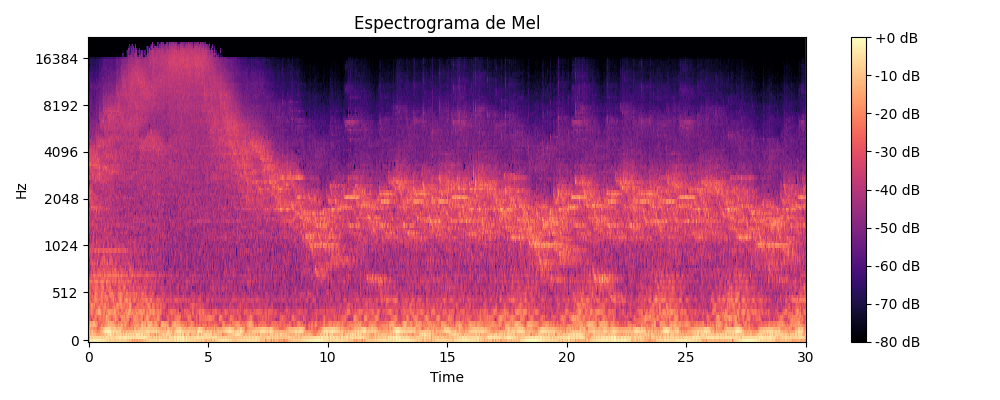 Espectrograma de Mel
Hz
16384
8192
4096
2048
1024
512
0
0 5 10 15 20 25 30
Time
+0 dB
-10 dB
-20 dB
-30 dB
-40 dB
-50 dB
-60 dB
-70 dB
-80 dB